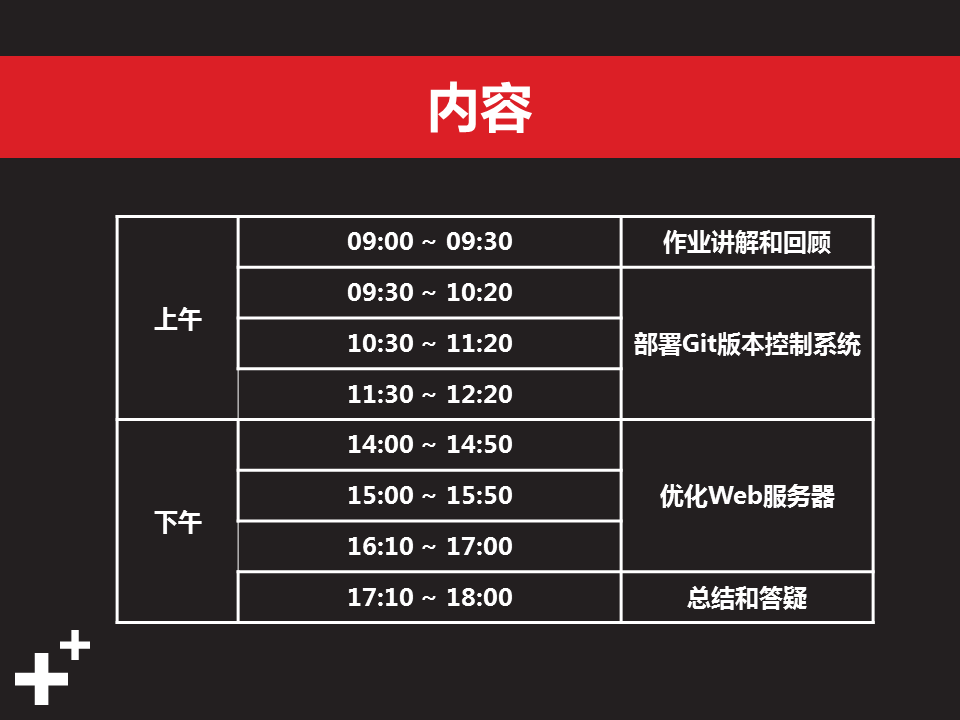 内容
上午
09:00 ~ 09:30
作业讲解和回顾
09:30 ~ 10:20
部署Git版本控制系统
10:30 ~ 11:20
11:30 ~ 12:20
下午
14:00 ~ 14:50
优化Web服务器
15:00 ~ 15:50
16:10 ~ 17:00
17:10 ~ 18:00
总结和答疑